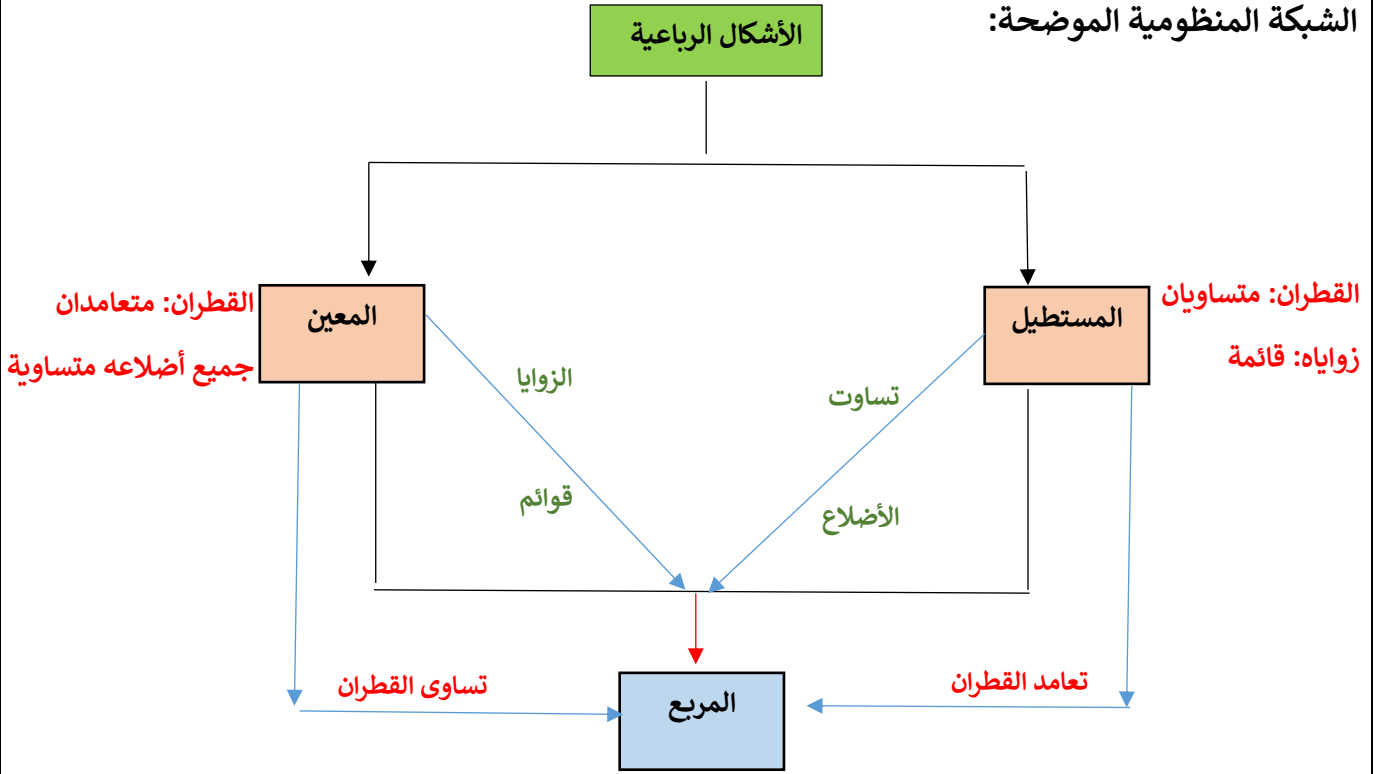 الشبكة المنظومية الموضحة:
الأشكال الرباعية
القطران: متساويان
زواياه: قائمة
المستطيل
المعين
القطران: متعامدان
جميع أضلاعه متساوية
تساوت
الأضلاع
الزوايا
قوائم
تعامد القطران
تساوى القطران
المربع